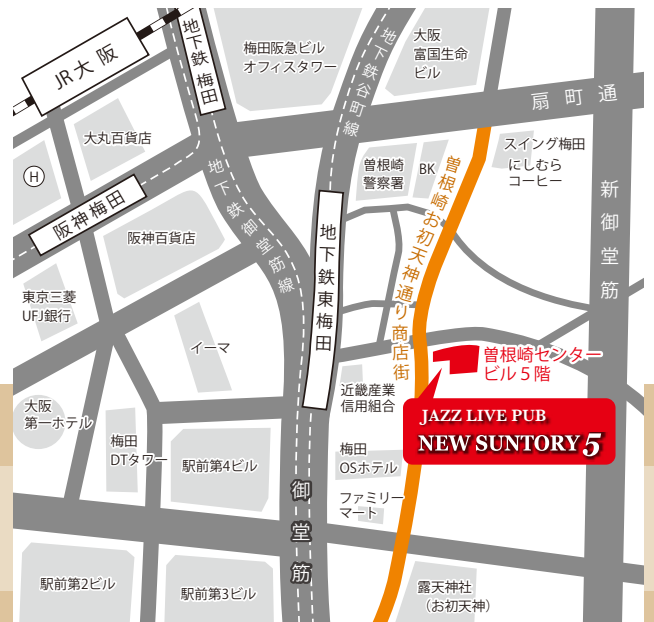 JR大阪
地下鉄梅田
梅田阪急ビル
オフィスタワー
地下鉄谷町線
大阪
富国生命
ビル
扇町通
大丸百貨店
H
阪神梅田
阪神百貨店
地下鉄御堂筋線
曽根崎
警察署
BK
スイング梅田
にしむら
コーヒー
新御堂筋
曽根崎お初天神通り商店街
地下鉄東梅田
東京三菱
UFJ銀行
イーマ
曽根崎センター
ビル5階
近畿産業
信用組合
JAZZ LIVE PUB
NEW SUNTORY 5
大阪
第一ホテル
梅田
DTタワー
駅前第4ビル
梅田
OSホテル
ファミリー
マート
御堂筋
駅前第2ビル
駅前第3ビル
露天神社
（お初天神）